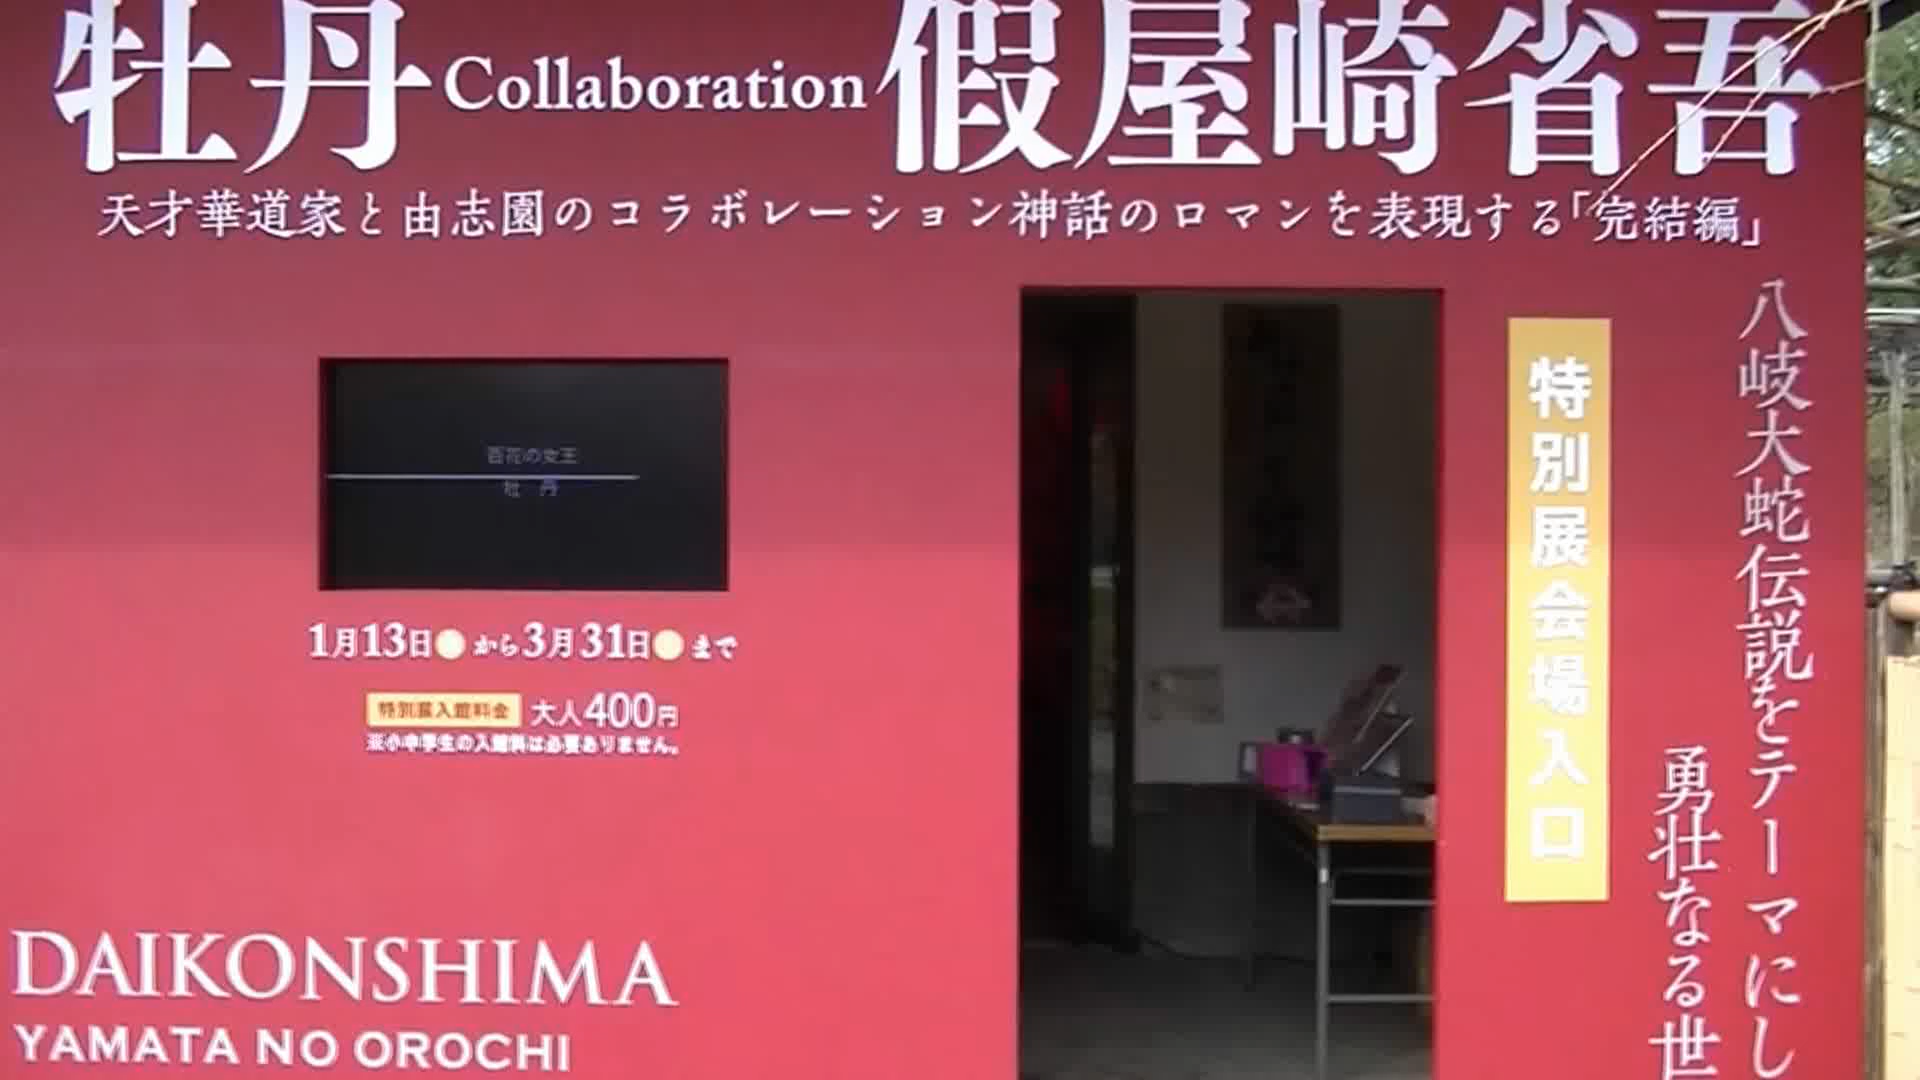 牡丹 Collaboration 假屋崎省吾
天才華道家と由志園のコラボレーション神話のロマンを表現する「完結編」
百花の女王
牡 丹
1月13日 から 3月31日 まで
特別展入館料金 大人400円
※小中学生の入館料は必要ありません。
特別展会場入口
八岐大蛇伝説をテーマにし
勇壮なる世
DAIKONSHIMA
YAMATA NO OROCHI